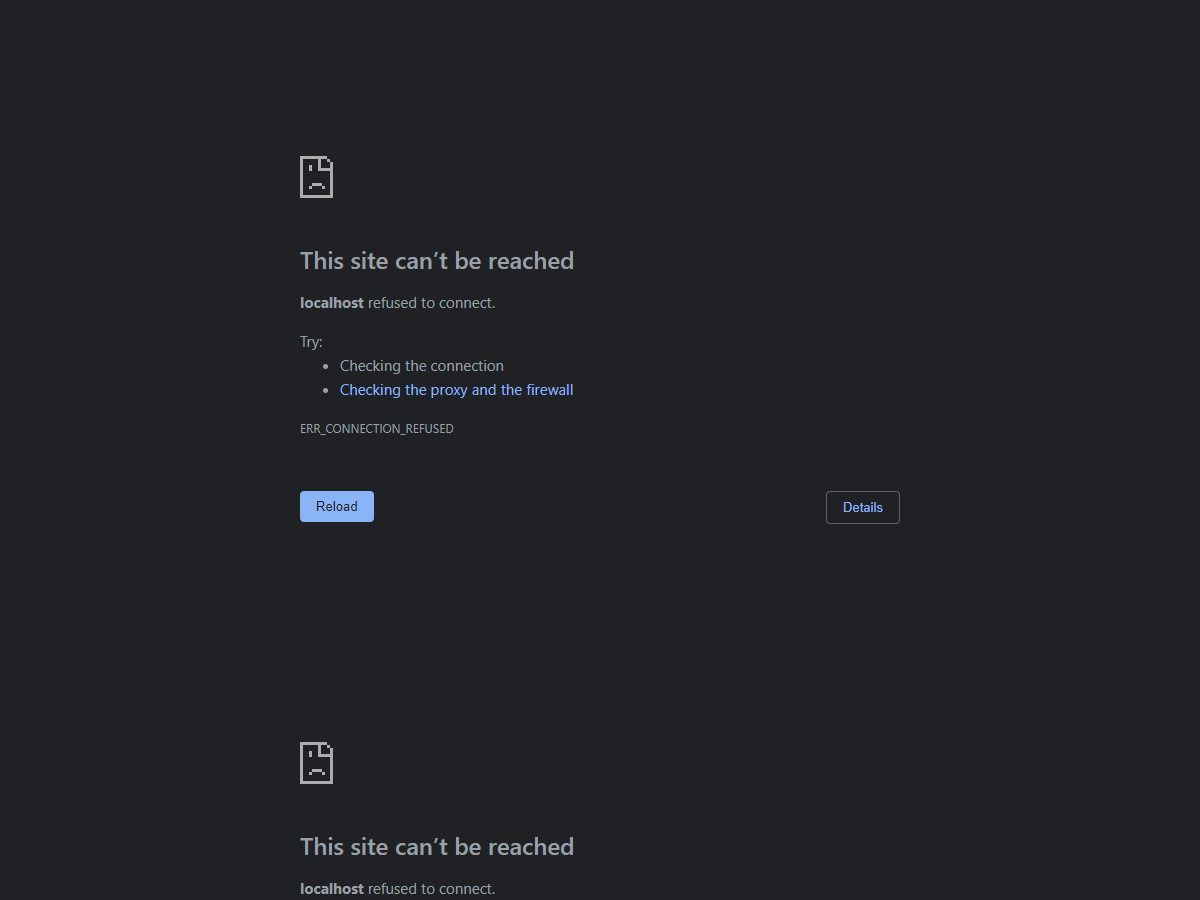 This site can’t be reached
localhost refused to connect.
Try:
Checking the connection
Checking the proxy and the firewall
ERR_CONNECTION_REFUSED
Reload
Details
This site can’t be reached
localhost refused to connect.